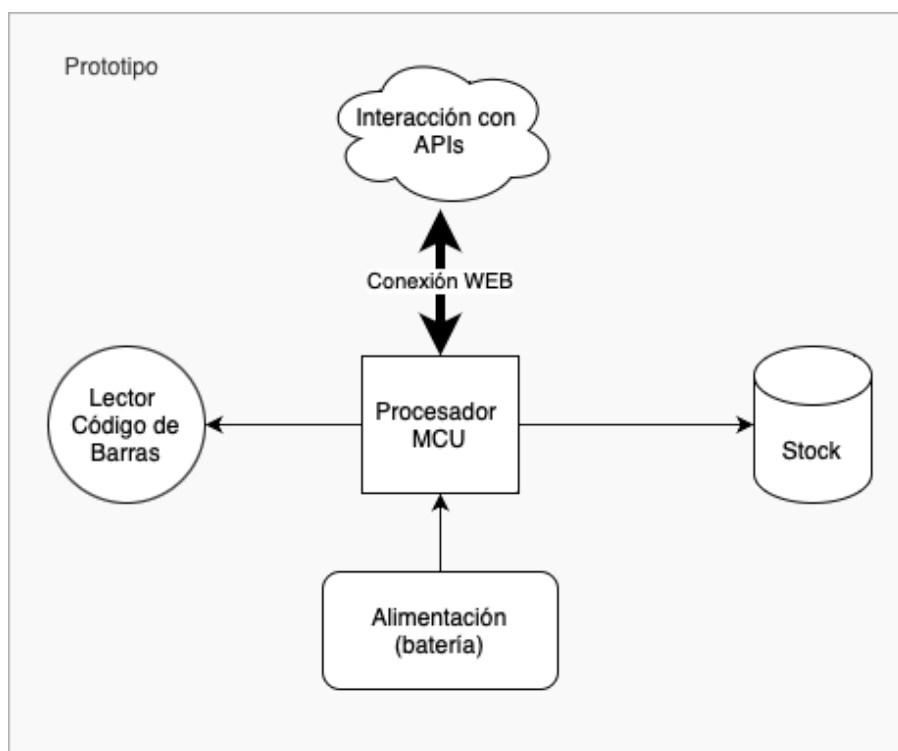 Prototipo
Interacción con
APIs
Conexión WEB
Lector
Código de
Barras
Procesador
MCU
Stock
Alimentación
(batería)